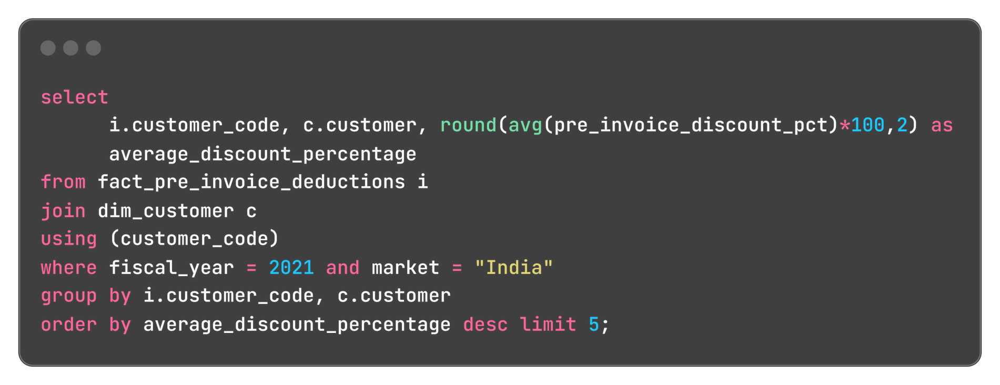 select
i.customer_code, c.customer, round(avg(pre_invoice_discount_pct)*100,2) as
average_discount_percentage
from fact_pre_invoice_deductions i
join dim_customer c
using (customer_code)
where fiscal_year = 2021 and market = "India"
group by i.customer_code, c.customer
order by average_discount_percentage desc limit 5;